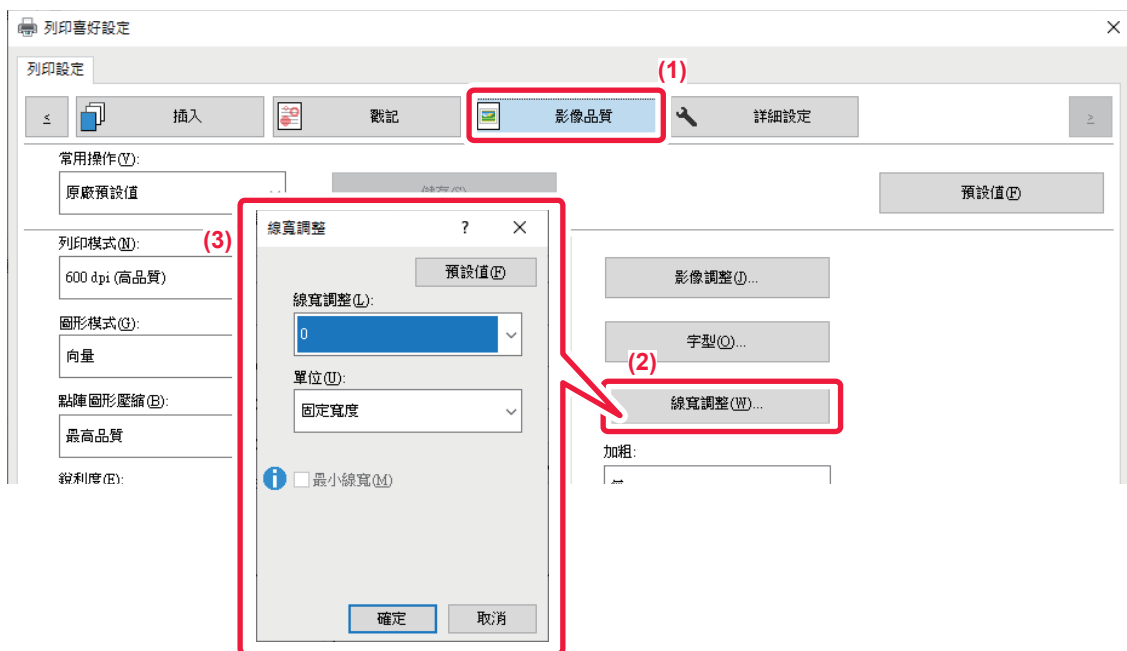 列印喜好設定
列印設定
(1)
≤ 插入 戳記 影像品質 詳細設定 ≥
常用操作(V):
原廠預設值 預設值(F)
列印模式(N):
600 dpi (高品質)
圖形模式(G):
向量
點陣圖形壓縮(B):
最高品質
銳利度(E):
(3)
線寬調整 ?
預設值(F)
線寬調整(L):
0
單位(U):
固定寬度
最小線寬(M)
確定 取消
影像調整(J)...
字型(O)...
(2)
線寬調整(W)...
加粗: